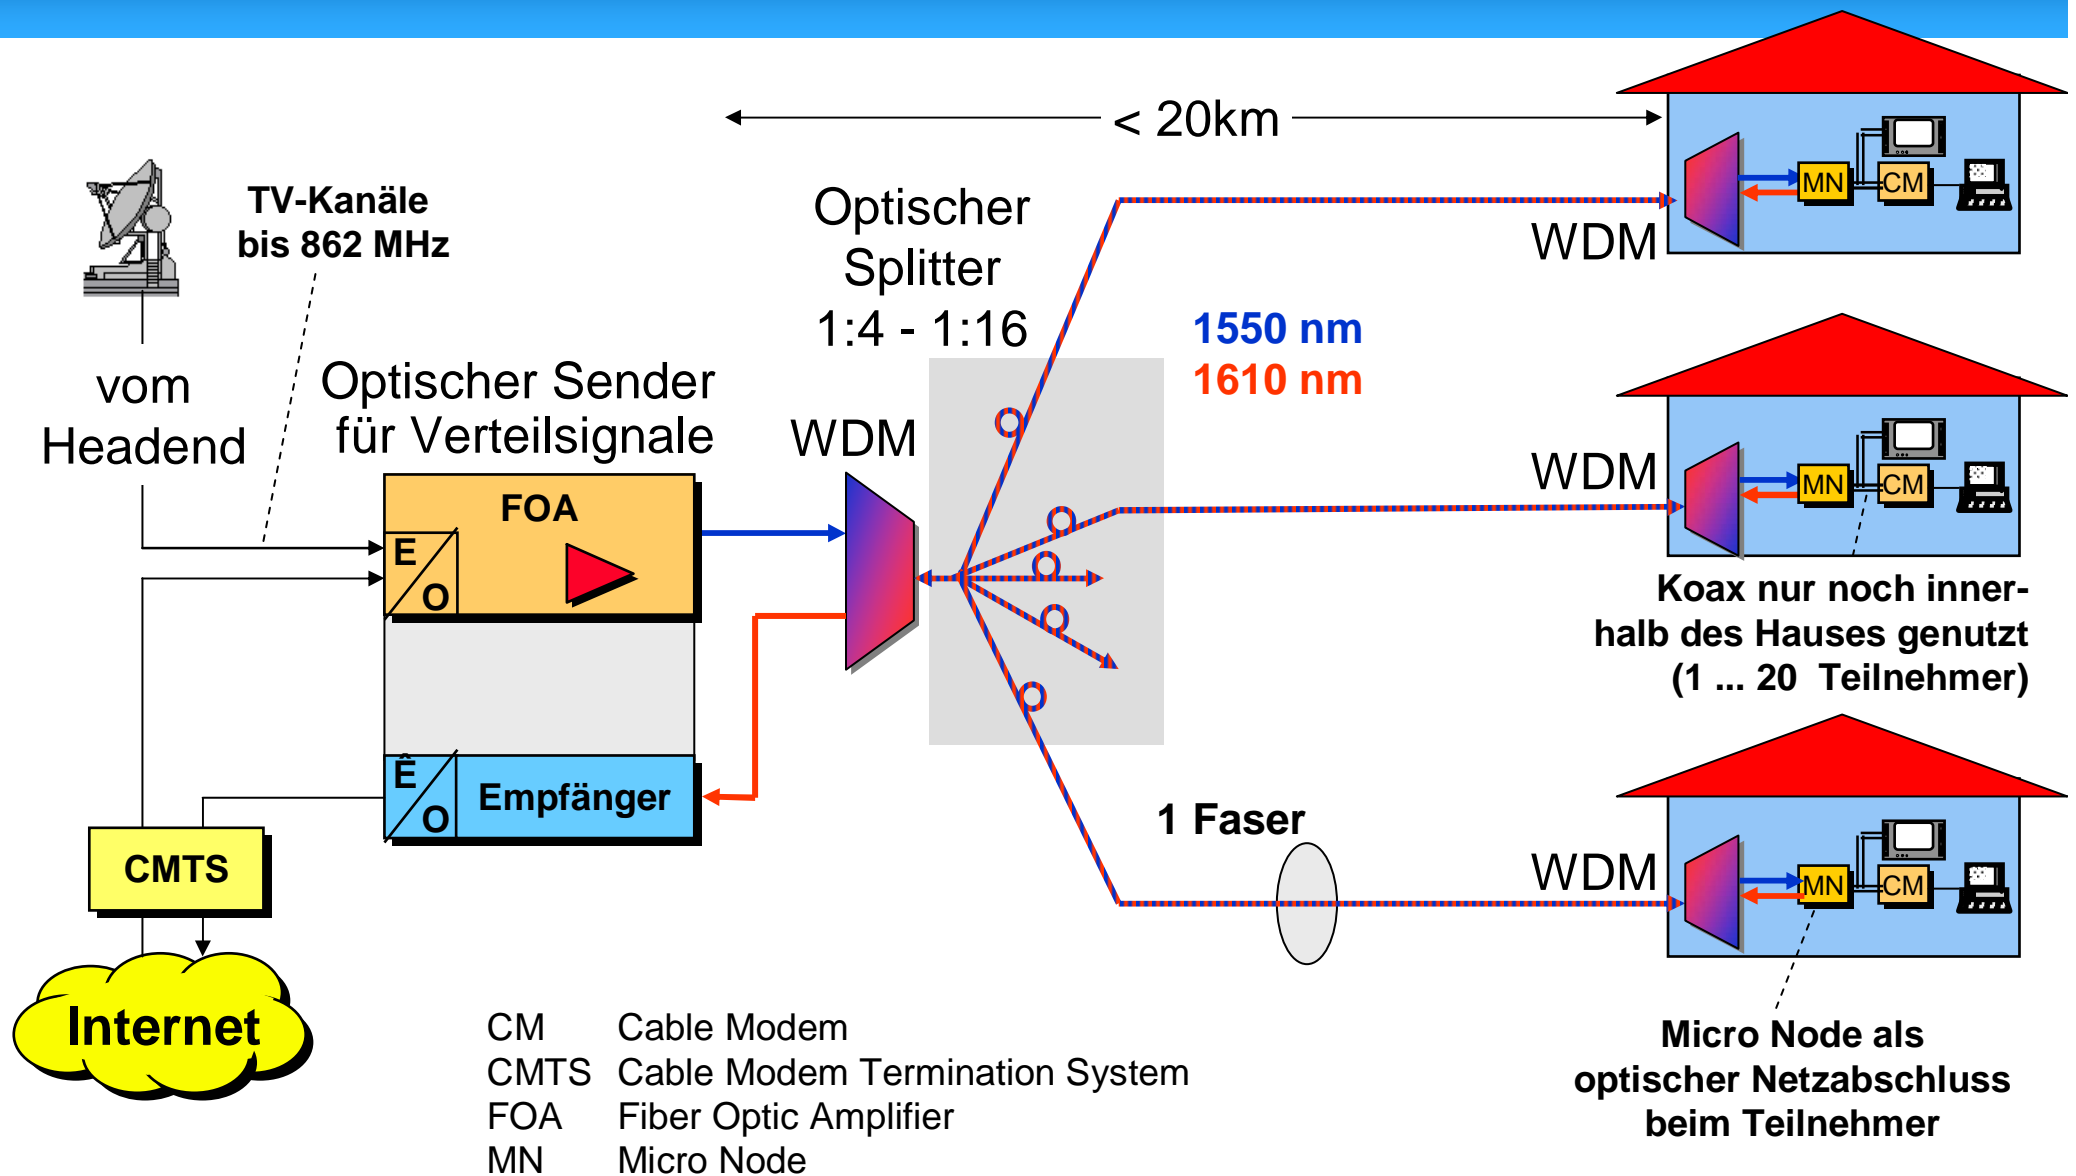 < 20km
TV-Kanäle
bis 862 MHz
Optischer
Splitter
1:4 - 1:16
WDM
MN
CM
1550 nm
1610 nm
vom
Headend
Optischer Sender
für Verteilsignale
WDM
WDM
MN
CM
FOA
E
O
Koax nur noch inner-
halb des Hauses genutzt
(1 ... 20 Teilnehmer)
Ê
O
Empfänger
1 Faser
CMTS
WDM
MN
CM
Internet
Micro Node als
optischer Netzabschluss
beim Teilnehmer
CM Cable Modem
CMTS Cable Modem Termination System
FOA Fiber Optic Amplifier
MN Micro Node